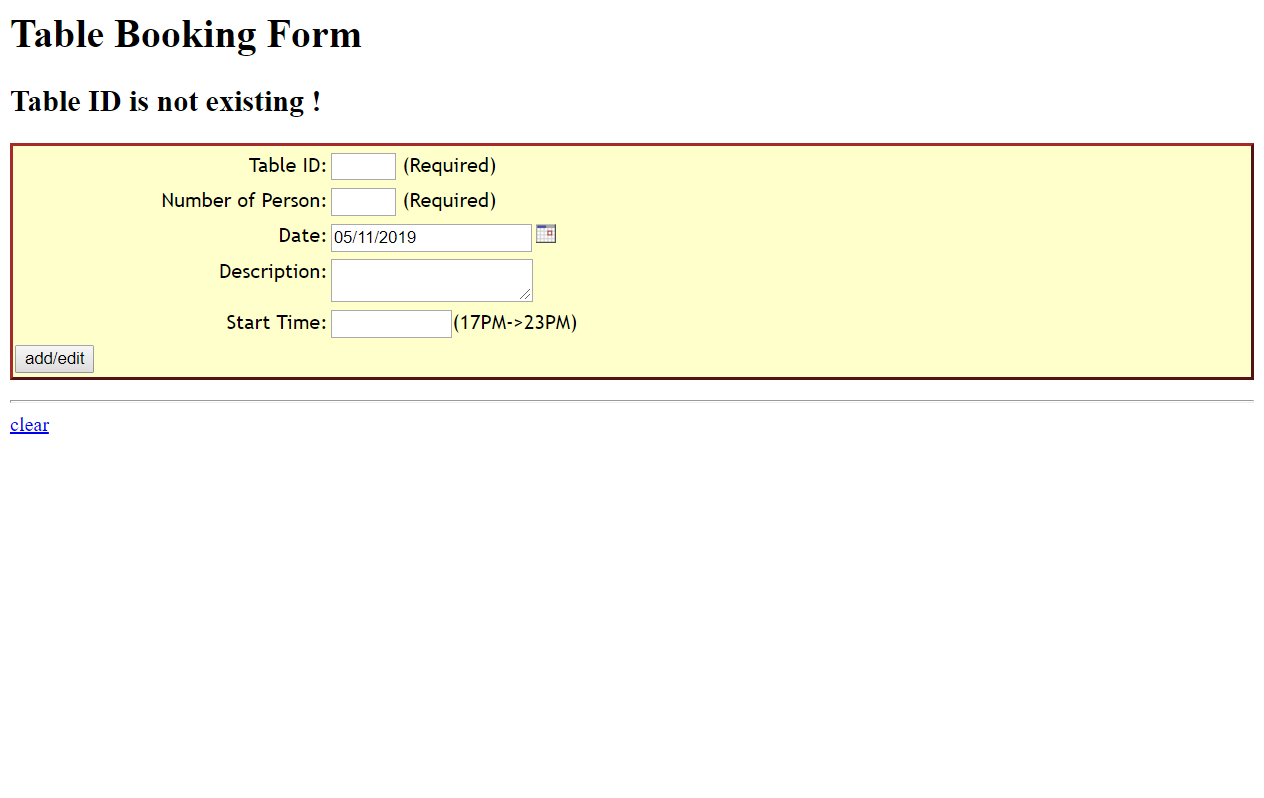 Table Booking Form
Table ID is not existing !
Table ID: (Required)
Number of Person: (Required)
Date: 05/11/2019
Description:
Start Time: (17PM->23PM)
add/edit
clear